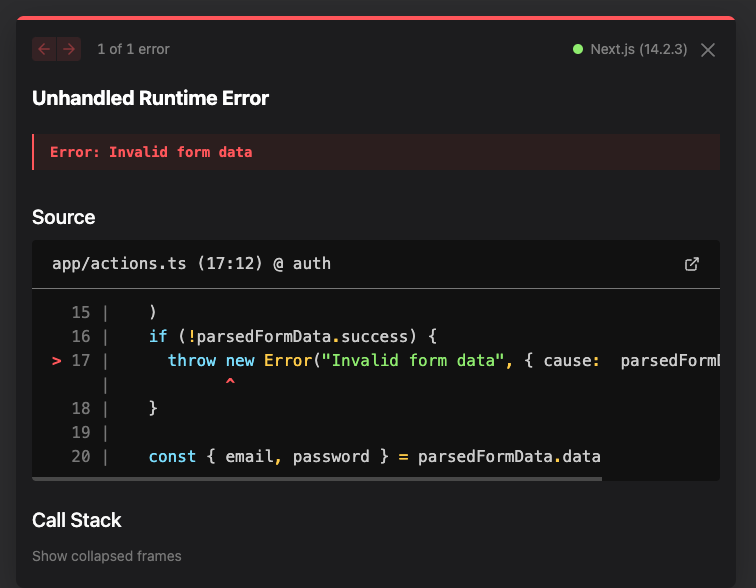 1 of 1 error
Next.js (14.2.3)
Unhandled Runtime Error
Error: Invalid form data
Source
app/actions.ts (17:12) @ auth
15 |    )
16 |    if (!parsedFormData.success) {
> 17 |      throw new Error("Invalid form data", { cause:  parsedForm
|            ^
18 |    }
19 |
20 |    const { email, password } = parsedFormData.data
Call Stack
Show collapsed frames